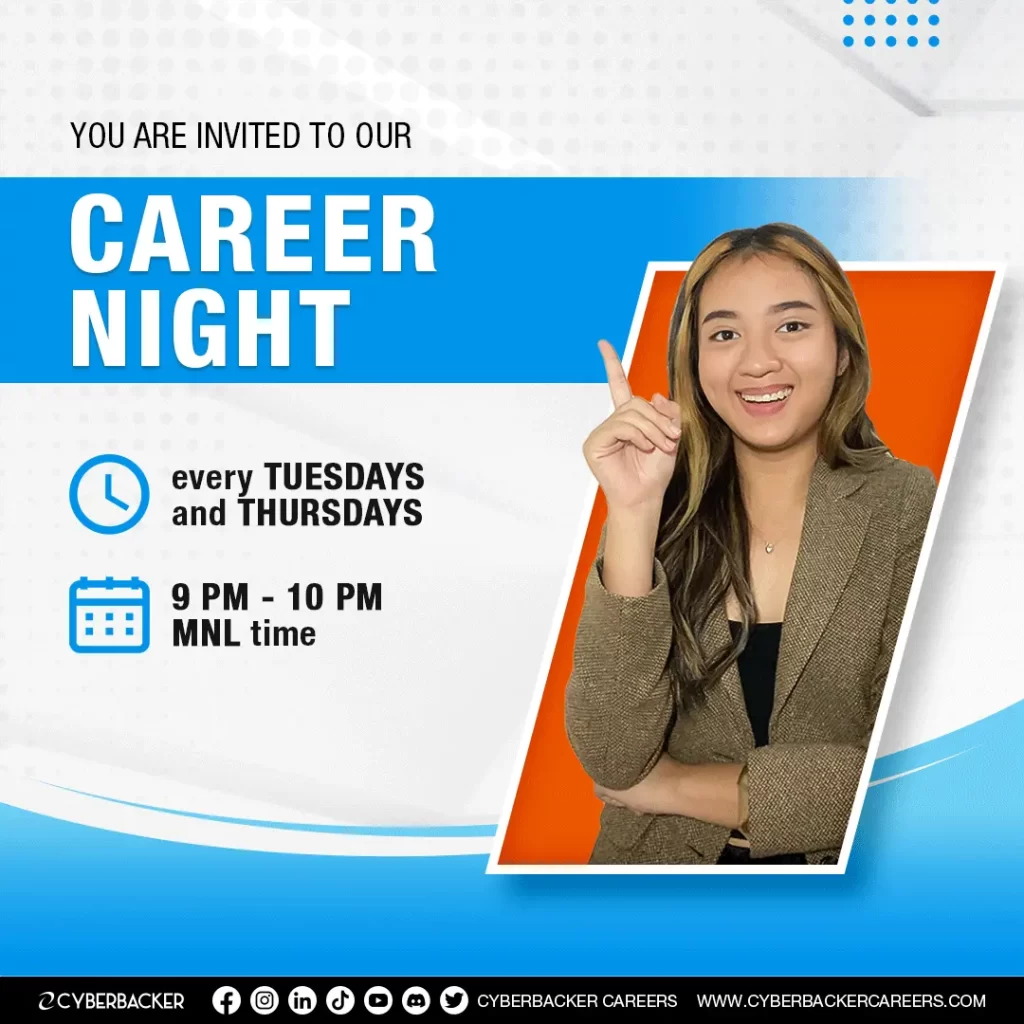 YOU ARE INVITED TO OUR
CAREER
NIGHT
every TUESDAYS
and THURSDAYS
9 PM - 10 PM
MNL time
CYBERBACKER CYBERBACKER CAREERS WWW.CYBERBACKERCAREERS.COM